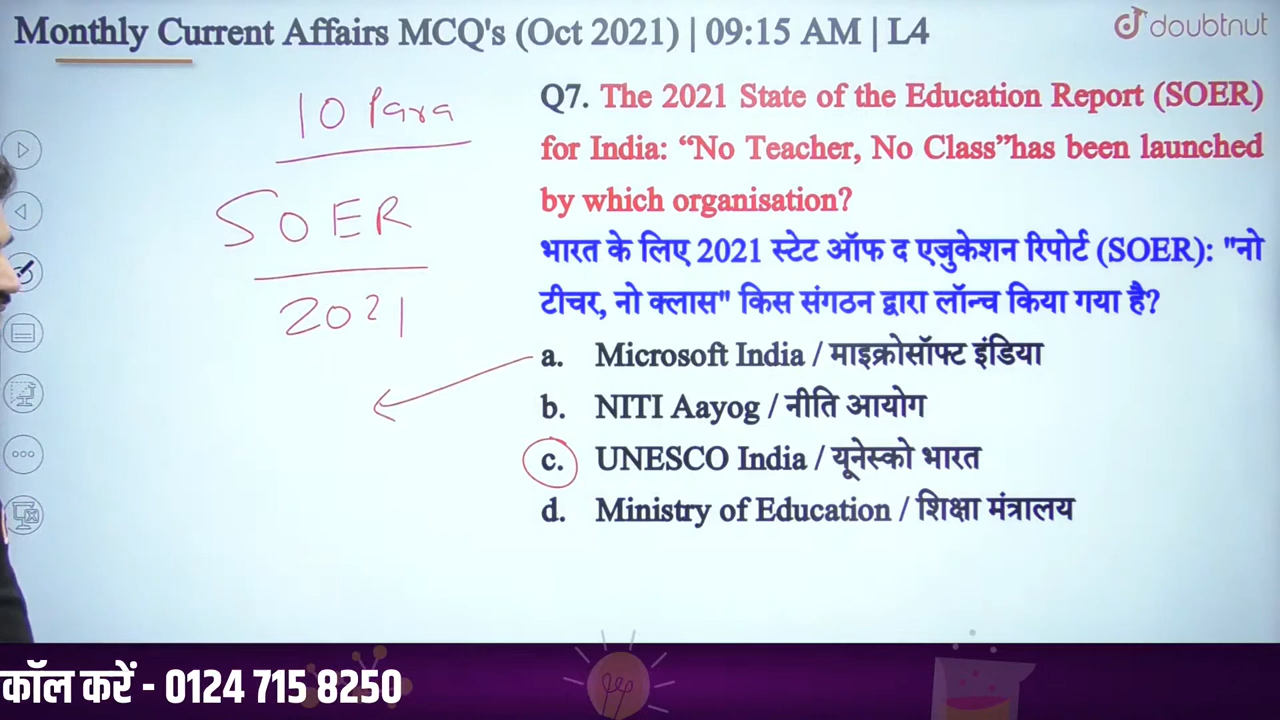 Monthly Current Affairs MCQ's (Oct 2021) | 09:15 AM | L4
doubtnut
10 Para
SOER
2021
Q7. The 2021 State of the Education Report (SOER)
for India: “No Teacher, No Class”has been launched
by which organisation?
भारत के लिए 2021 स्टेट ऑफ द एजुकेशन रिपोर्ट (SOER): "नो
टीचर, नो क्लास" किस संगठन द्वारा लॉन्च किया गया है?
a. Microsoft India / माइक्रोसॉफ्ट इंडिया
b. NITI Aayog / नीति आयोग
c. UNESCO India / यूनेस्को भारत
d. Ministry of Education / शिक्षा मंत्रालय
कॉल करें - 0124 715 8250